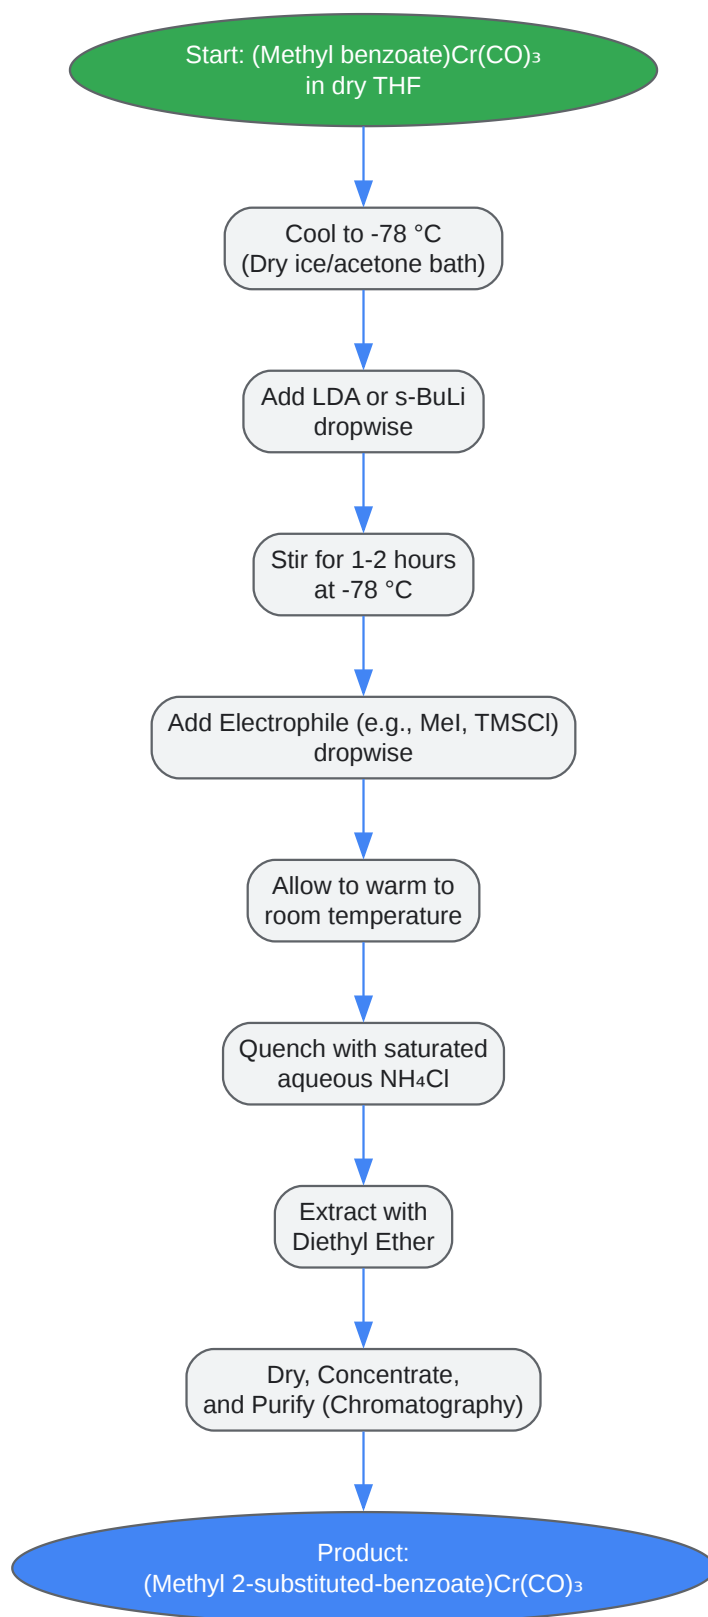 Start: (Methyl benzoate)Cr(CO)₃
in dry THF
Cool to -78 °C
(Dry ice/acetone bath)
Add LDA or s-BuLi
dropwise
Stir for 1-2 hours
at -78 °C
Add Electrophile (e.g., MeI, TMSCl)
dropwise
Allow to warm to
room temperature
Quench with saturated
aqueous NH₄Cl
Extract with
Diethyl Ether
Dry, Concentrate,
and Purify (Chromatography)
Product:
(Methyl 2-substituted-benzoate)Cr(CO)₃